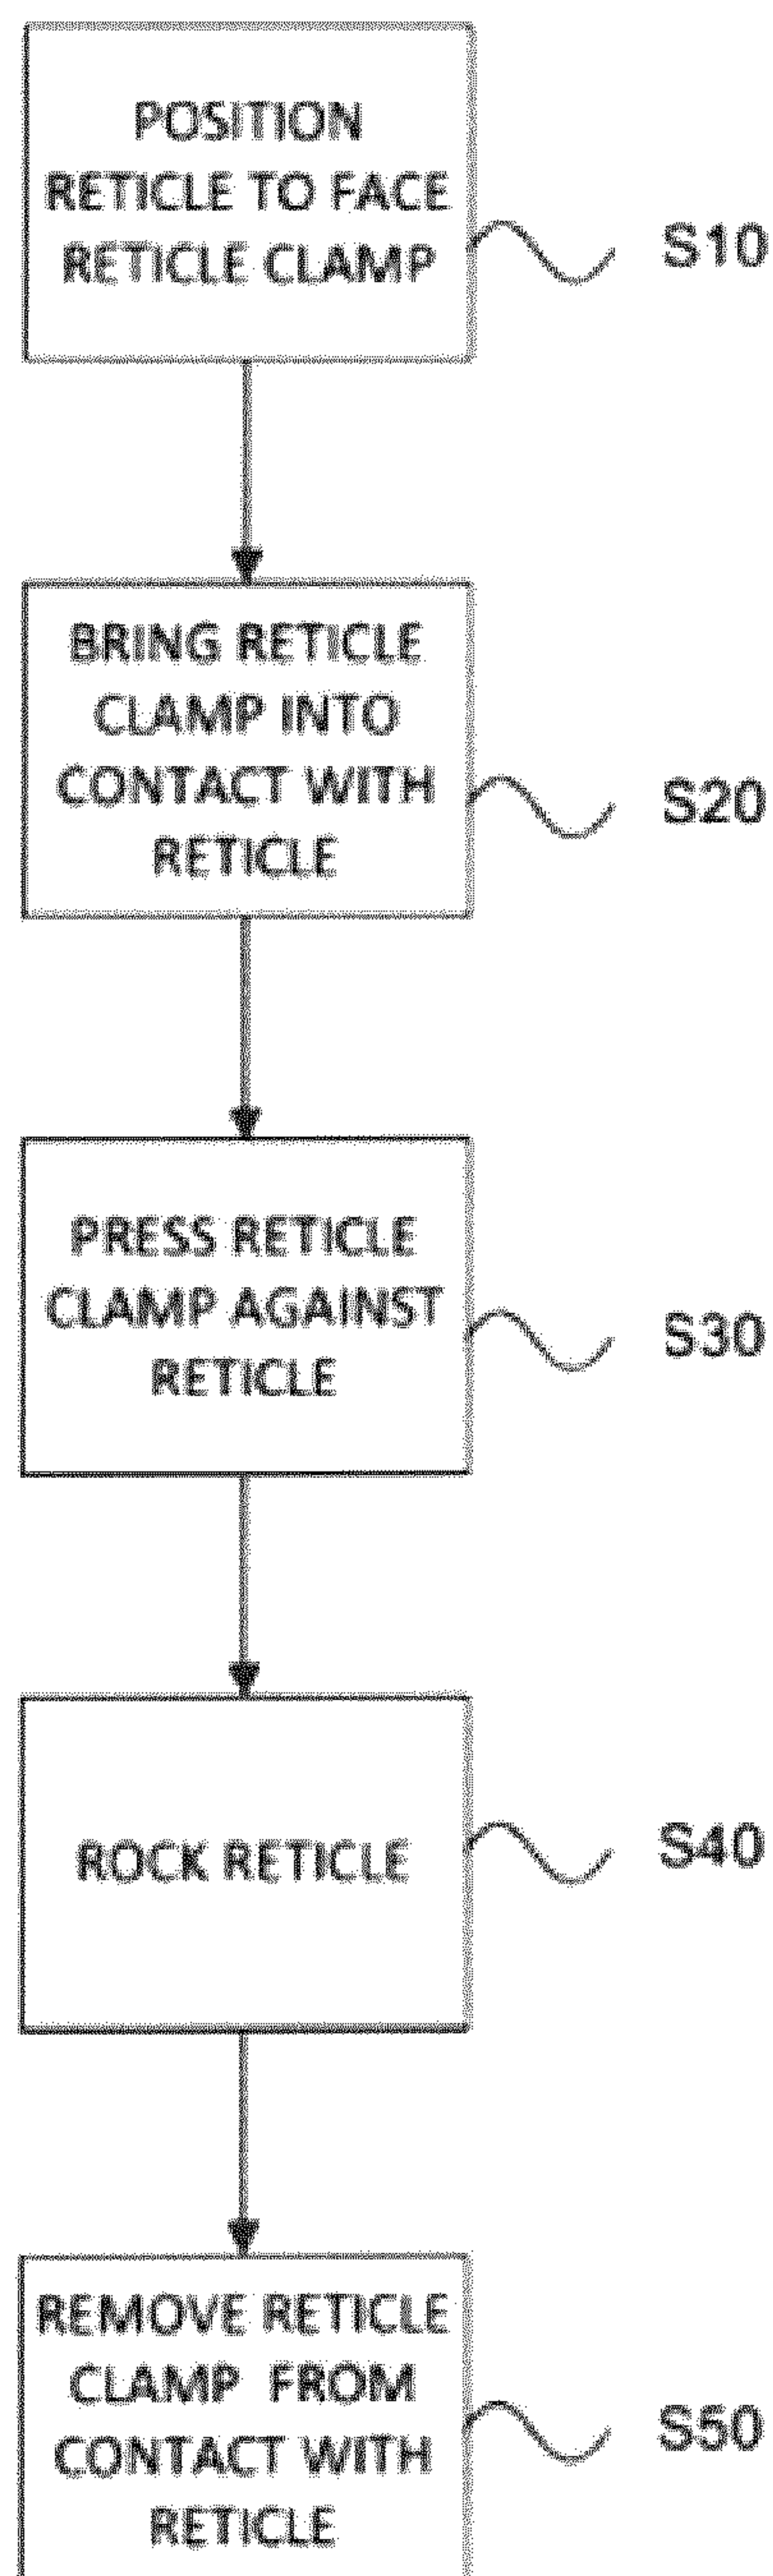 POSITION
RETICLE TO FACE
RETICLE CLAMP
S10
BRING RETICLE
CLAMP INTO
CONTACT WITH
RETICLE
S20
PRESS RETICLE
CLAMP AGAINST
RETICLE
S30
ROCK RETICLE
S40
REMOVE RETICLE
CLAMP FROM
CONTACT WITH
RETICLE
S50